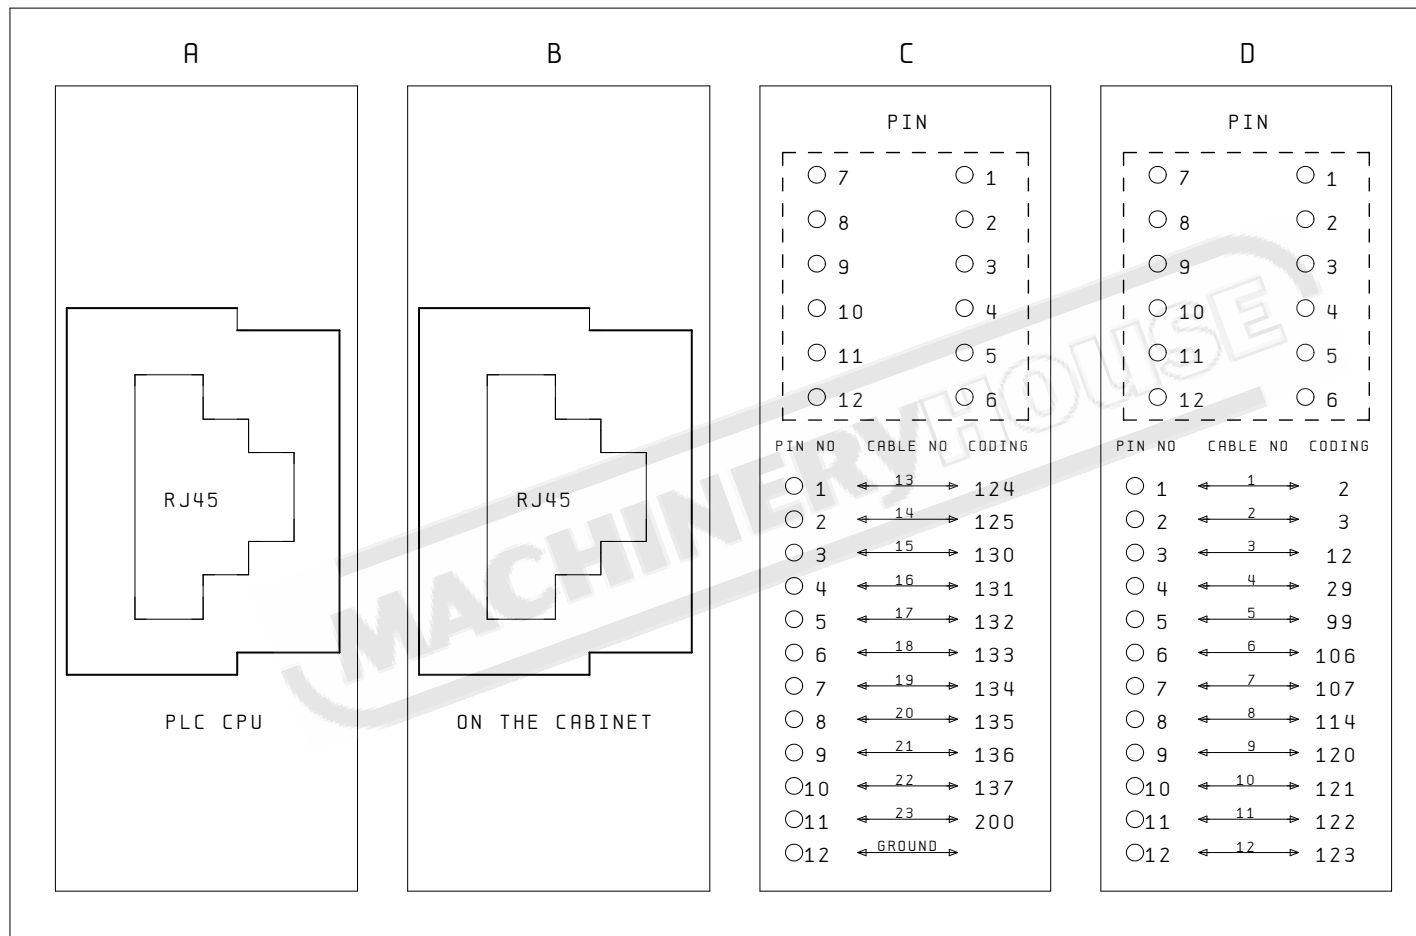 A
RJ45
PLC CPU
B
RJ45
ON THE CABINET
C
PIN
7 1
8 2
9 3
10 4
11 5
12 6
PIN NO CABLE NO CODING
1 13 124
2 14 125
3 15 130
4 16 131
5 17 132
6 18 133
7 19 134
8 20 135
9 21 136
10 22 137
11 23 200
12 GROUND
D
PIN
7 1
8 2
9 3
10 4
11 5
12 6
PIN NO CABLE NO CODING
1 1 2
2 2 3
3 3 12
4 4 29
5 5 99
6 6 106
7 7 107
8 8 114
9 9 120
10 10 121
11 11 122
12 12 123
MACHINERYHOUSE